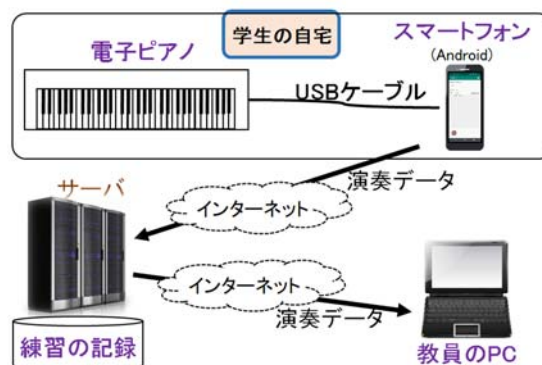 学生の自宅
電子ピアノ
スマートフォン
(Android)
USBケーブル
演奏データ
サーバ
インターネット
インターネット
演奏データ
練習の記録
教員のPC